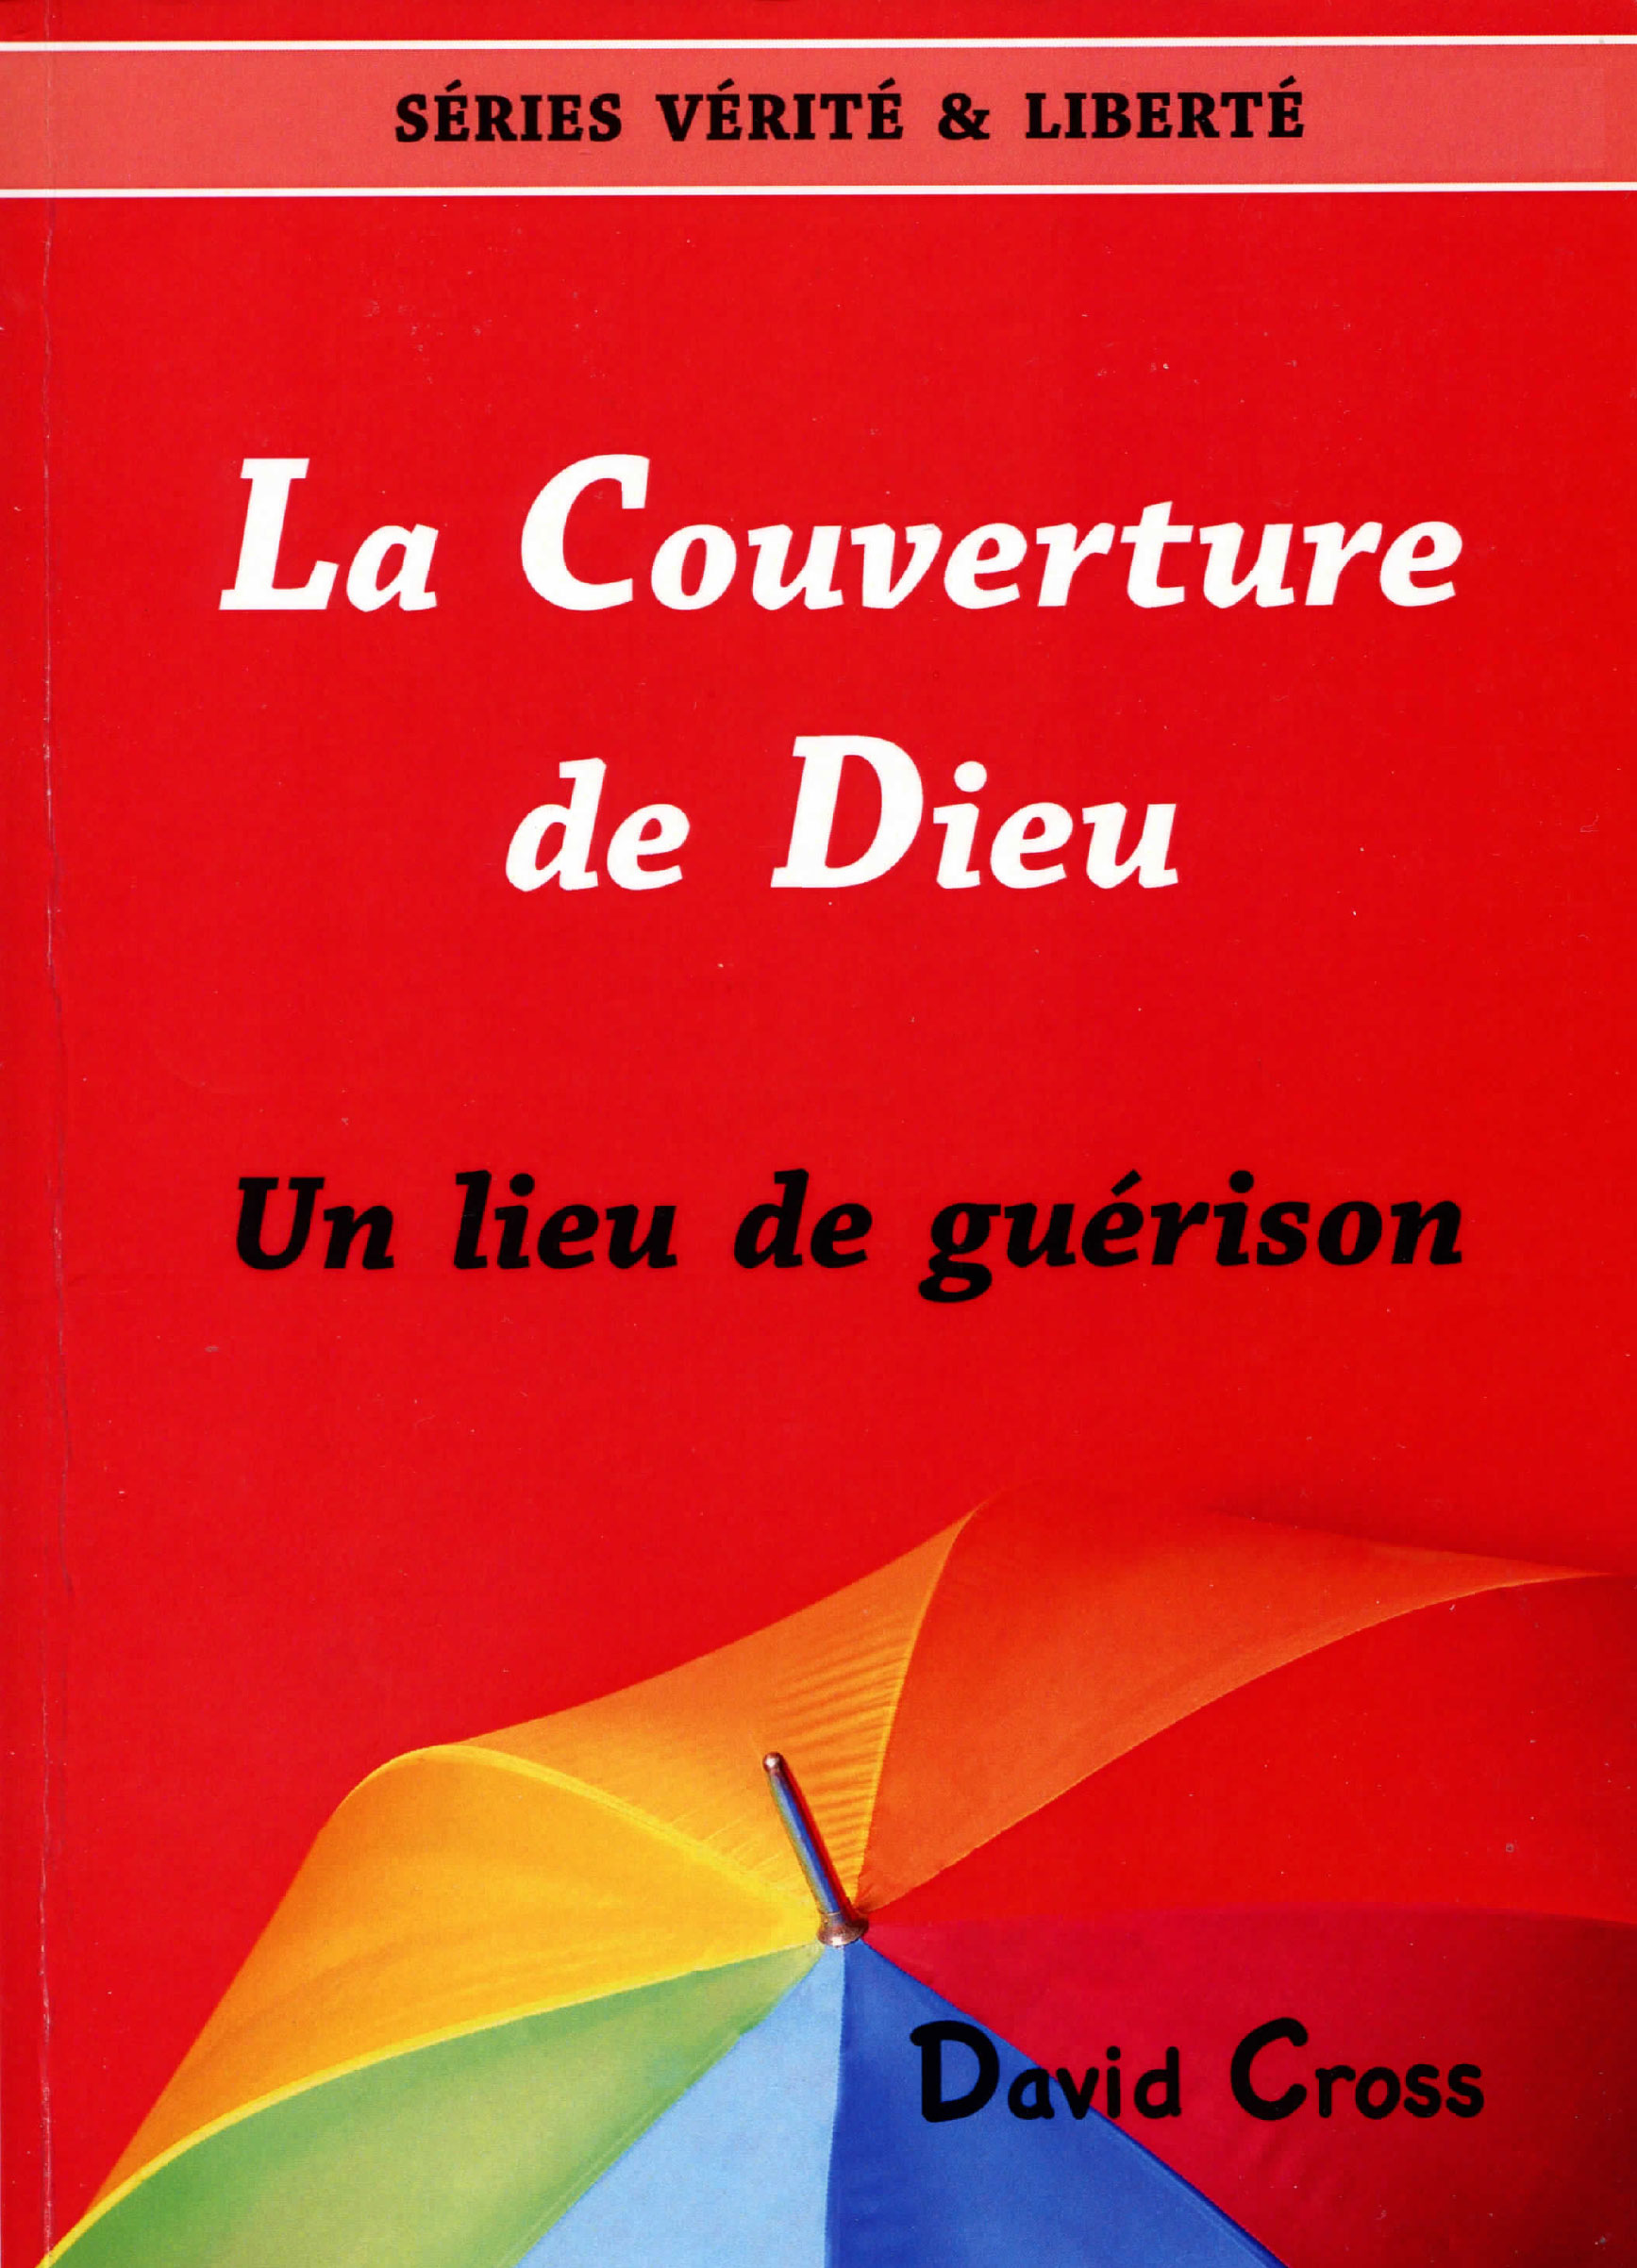 SÉRIES VÉRITÉ & LIBERTÉ
La Couverture
de Dieu
Un lieu de guérison
David Cross